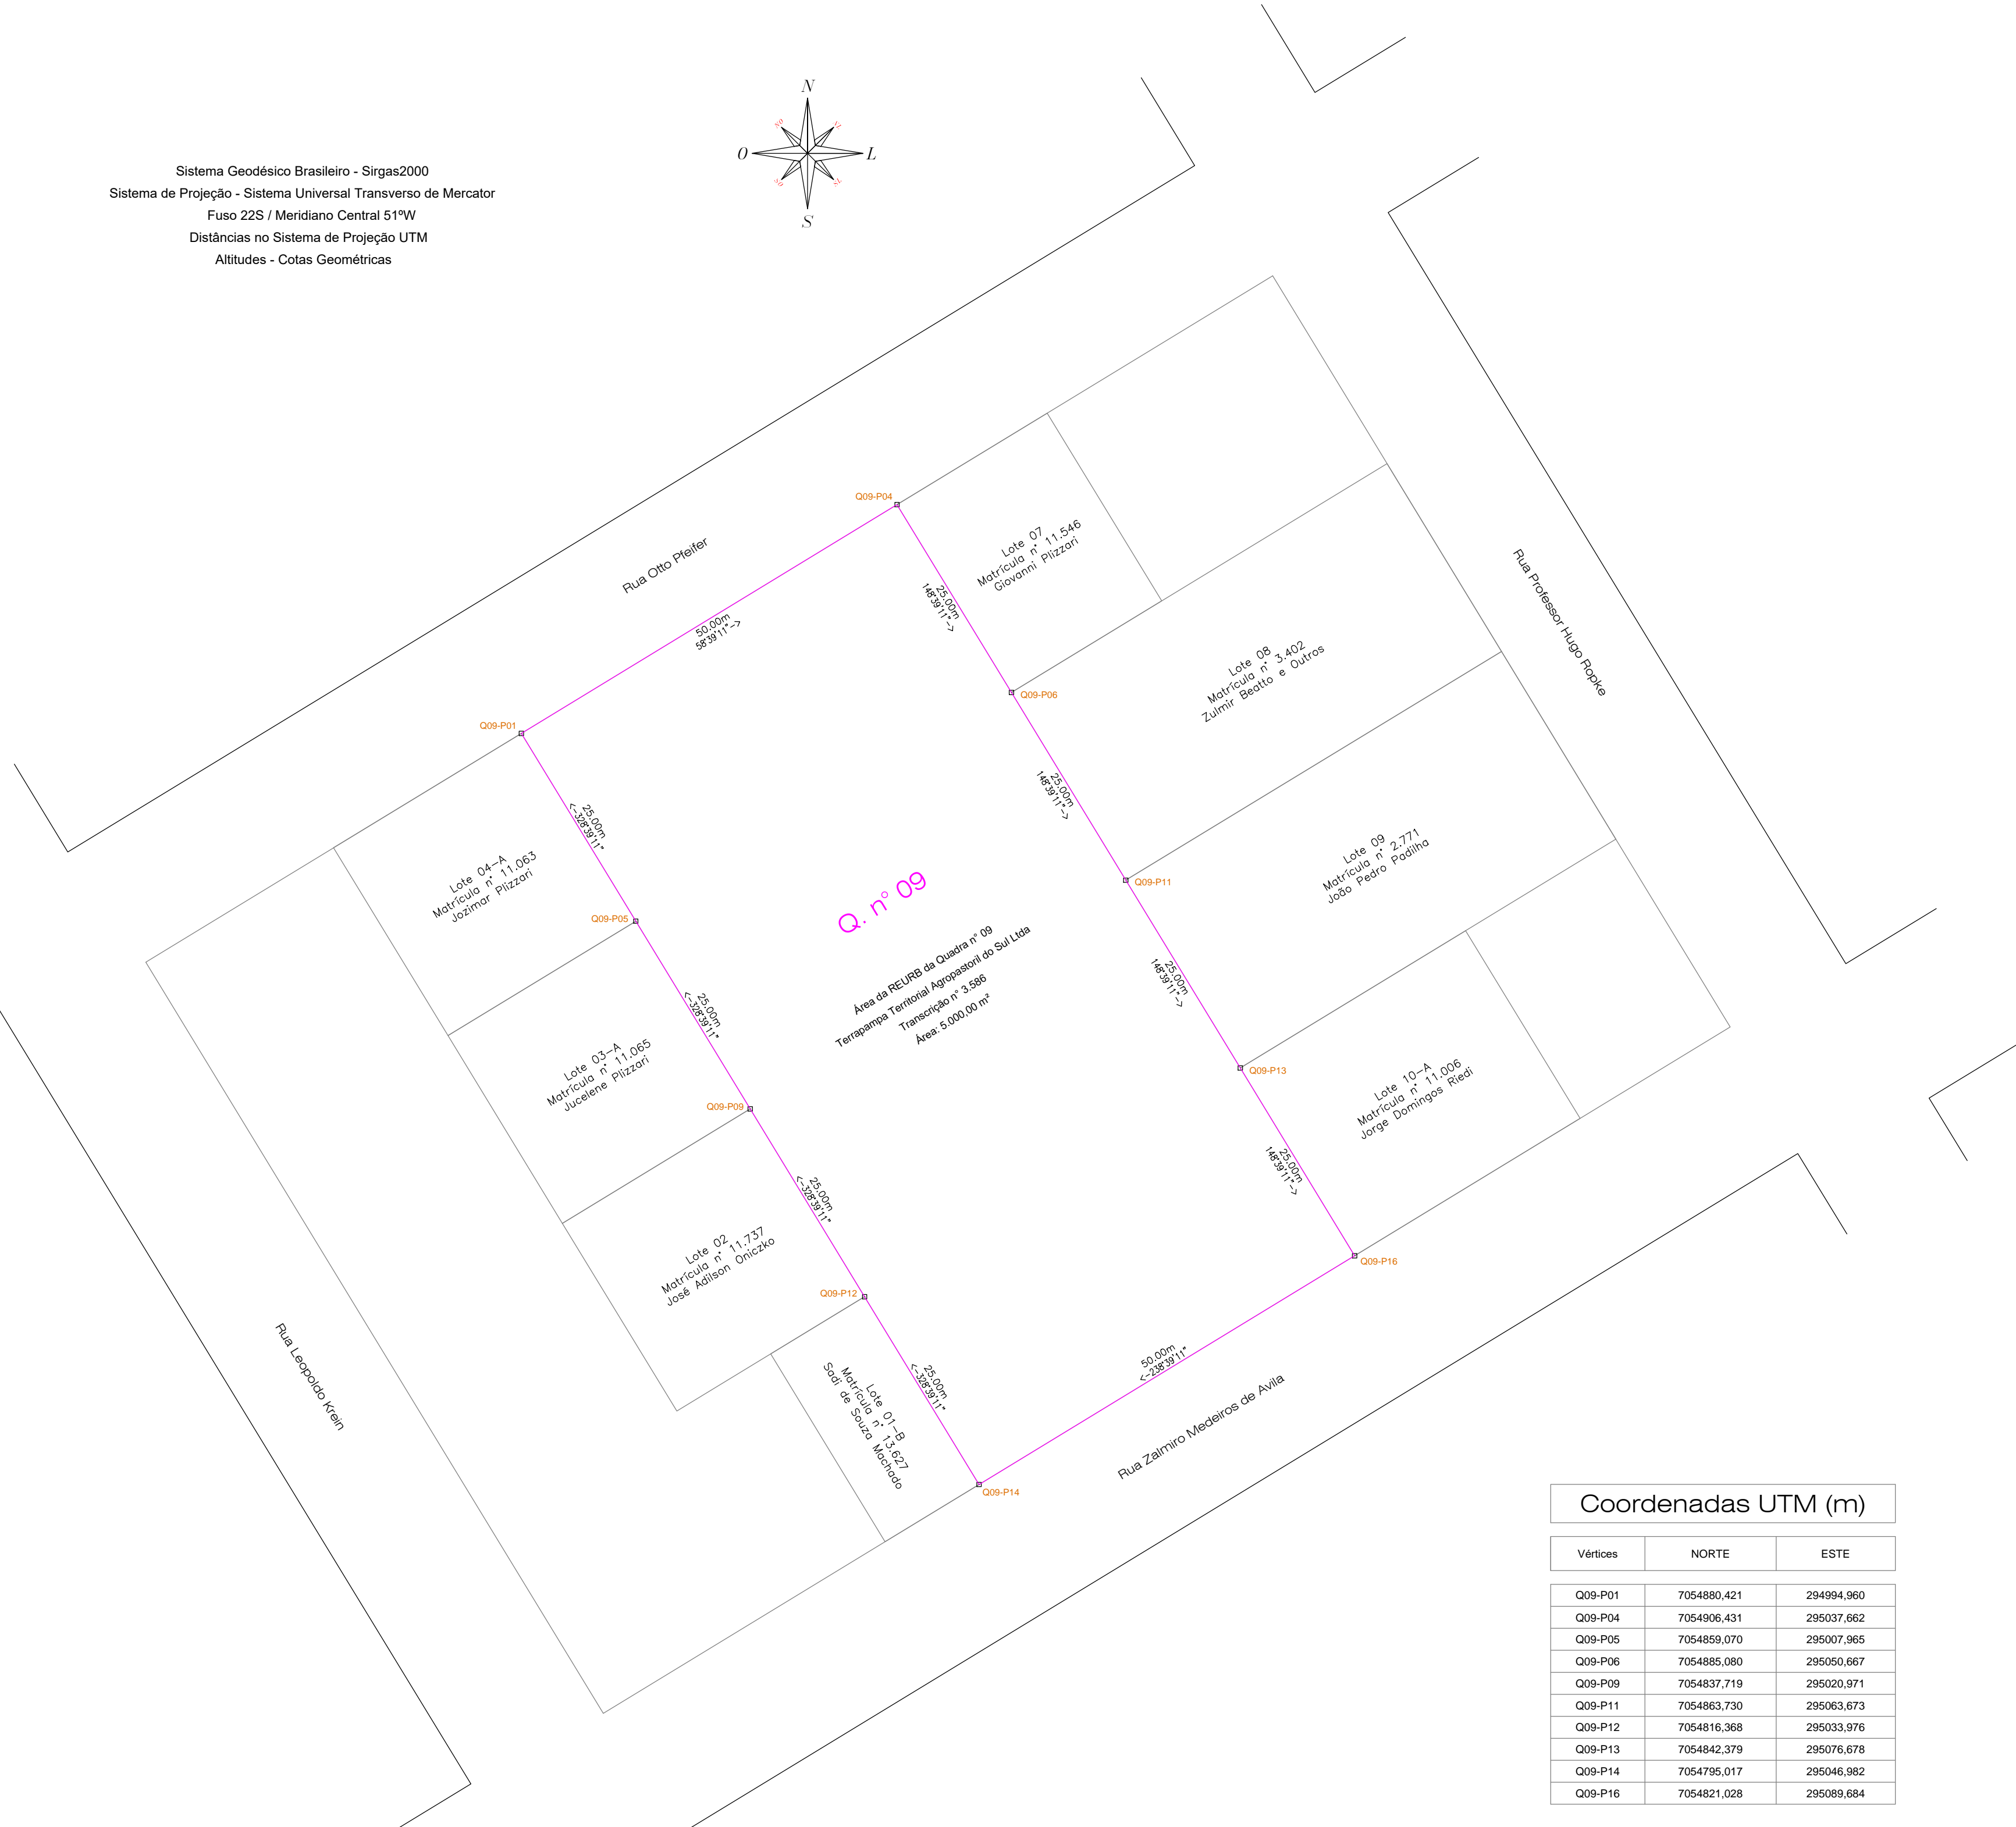 N
NO
NL
O
L
SO
SL
S
Sistema Geodésico Brasileiro - Sirgas2000
Sistema de Projeção - Sistema Universal Transverso de Mercator
Fuso 22S / Meridiano Central 51ºW
Distâncias no Sistema de Projeção UTM
Altitudes - Cotas Geométricas
Q09-P04
Rua Otto Pfeifer
50.00m
58°39'11"->
Lote 07
Matrícula n° 11.546
Giovanni Plizzari
25.00m
148°39'11"->
Q09-P06
Rua Professor Hugo Ropke
Lote 08
Matrícula n° 3.402
Zulmir Beatto e Outros
Q09-P01
25.00m
<-328°39'11"
25.00m
148°39'11"->
Lote 04-A
Matrícula n° 11.063
Jozimar Plizzari
Q09-P05
Q09-P11
Lote 09
Matrícula n° 2.771
João Pedro Padilha
Q. n° 09
Área da REURB da Quadra n° 09
Terrapampa Territorial Agropastoril do Sul Ltda
Transcrição n° 3.586
Área: 5.000,00 m²
25.00m
<-328°39'11"
25.00m
148°39'11"->
Lote 03-A
Matrícula n° 11.065
Jucelene Plizzari
Q09-P09
Q09-P13
Lote 10-A
Matrícula n° 11.006
Jorge Domingos Riedi
25.00m
<-328°39'11"
25.00m
148°39'11"->
Lote 02
Matrícula n° 11.737
José Adilson Oniczko
Q09-P12
Q09-P16
Rua Leopoldo Krein
Lote 01-B
Matrícula n° 13.627
Sadi de Souza Machado
25.00m
<-328°39'11"
50.00m
<-238°39'11"
Rua Zalmiro Medeiros de Avila
Q09-P14
Coordenadas UTM (m)
Vértices NORTE ESTE
Q09-P01 7054880,421 294994,960
Q09-P04 7054906,431 295037,662
Q09-P05 7054859,070 295007,965
Q09-P06 7054885,080 295050,667
Q09-P09 7054837,719 295020,971
Q09-P11 7054863,730 295063,673
Q09-P12 7054816,368 295033,976
Q09-P13 7054842,379 295076,678
Q09-P14 7054795,017 295046,982
Q09-P16 7054821,028 295089,684